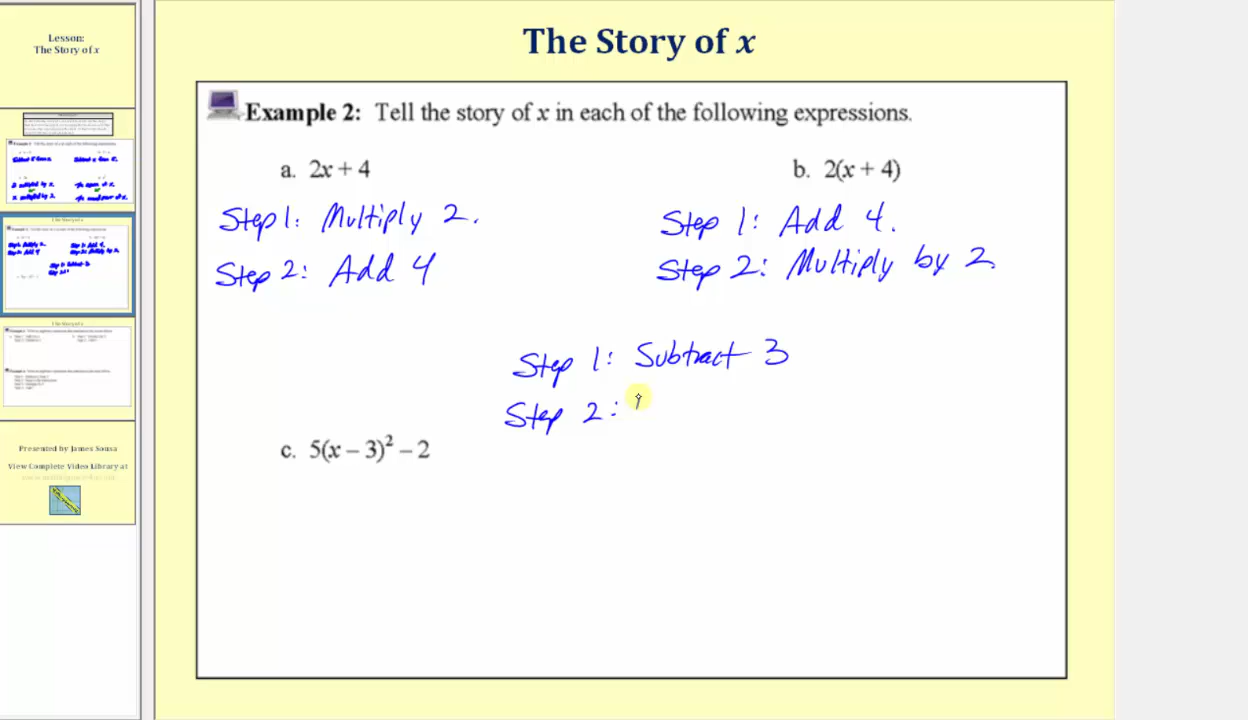 Lesson:
The Story of x
Presented by James Sousa
View Complete Video Library at
The Story of x
Example 2: Tell the story of x in each of the following expressions.
a. 2x + 4
b. 2(x + 4)
Step 1: Multiply 2.
Step 1: Add 4.
Step 2: Add 4
Step 2: Multiply by 2.
Step 1: Subtract 3
Step 2:
c. 5(x – 3)² – 2